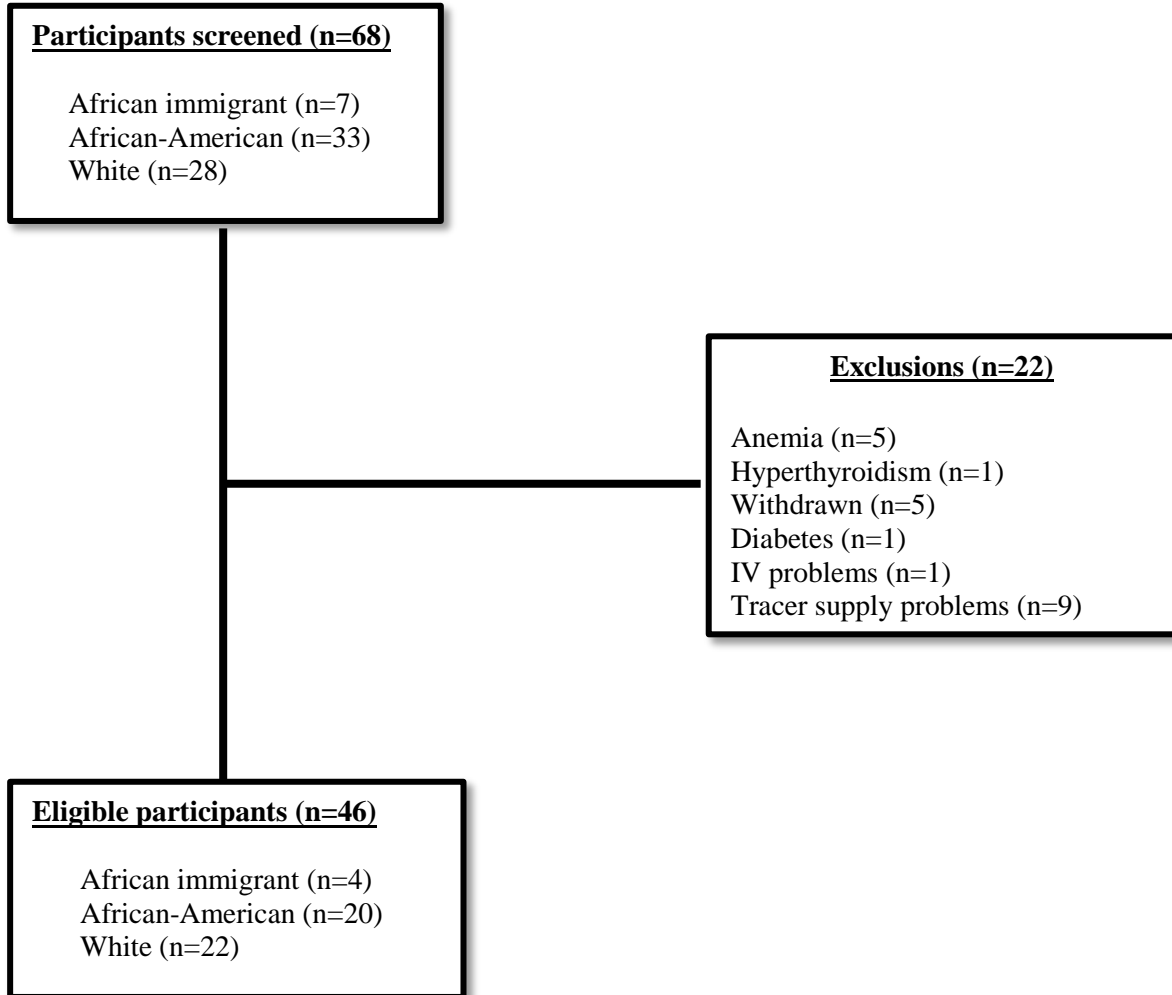 Participants screened (n=68)
African immigrant (n=7)
African-American (n=33)
White (n=28)
Exclusions (n=22)
Anemia (n=5)
Hyperthyroidism (n=1)
Withdrawn (n=5)
Diabetes (n=1)
IV problems (n=1)
Tracer supply problems (n=9)
Eligible participants (n=46)
African immigrant (n=4)
African-American (n=20)
White (n=22)